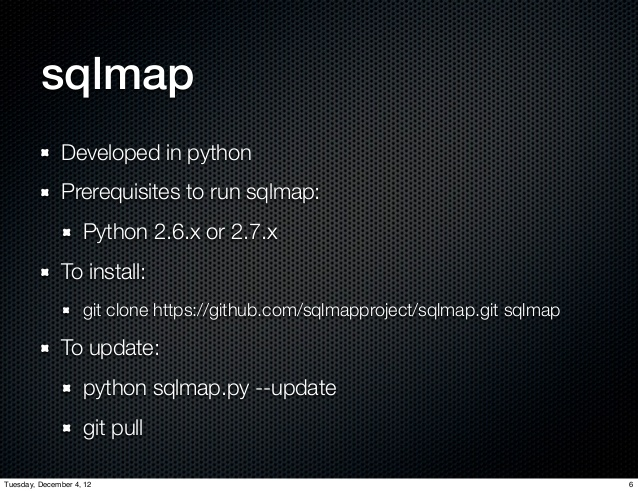 sqlmap
Developed in python
Prerequisites to run sqlmap:
Python 2.6.x or 2.7.x
To install:
git clone https://github.com/sqlmapproject/sqlmap.git sqlmap
To update:
python sqlmap.py --update
git pull
Tuesday, December 4, 12
6